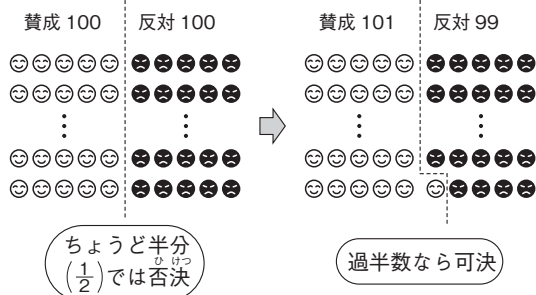 賛成 100
反対 100
ちょうど半分
(1/2)では否決
ひけつ
賛成 101
反対 99
過半数なら可決